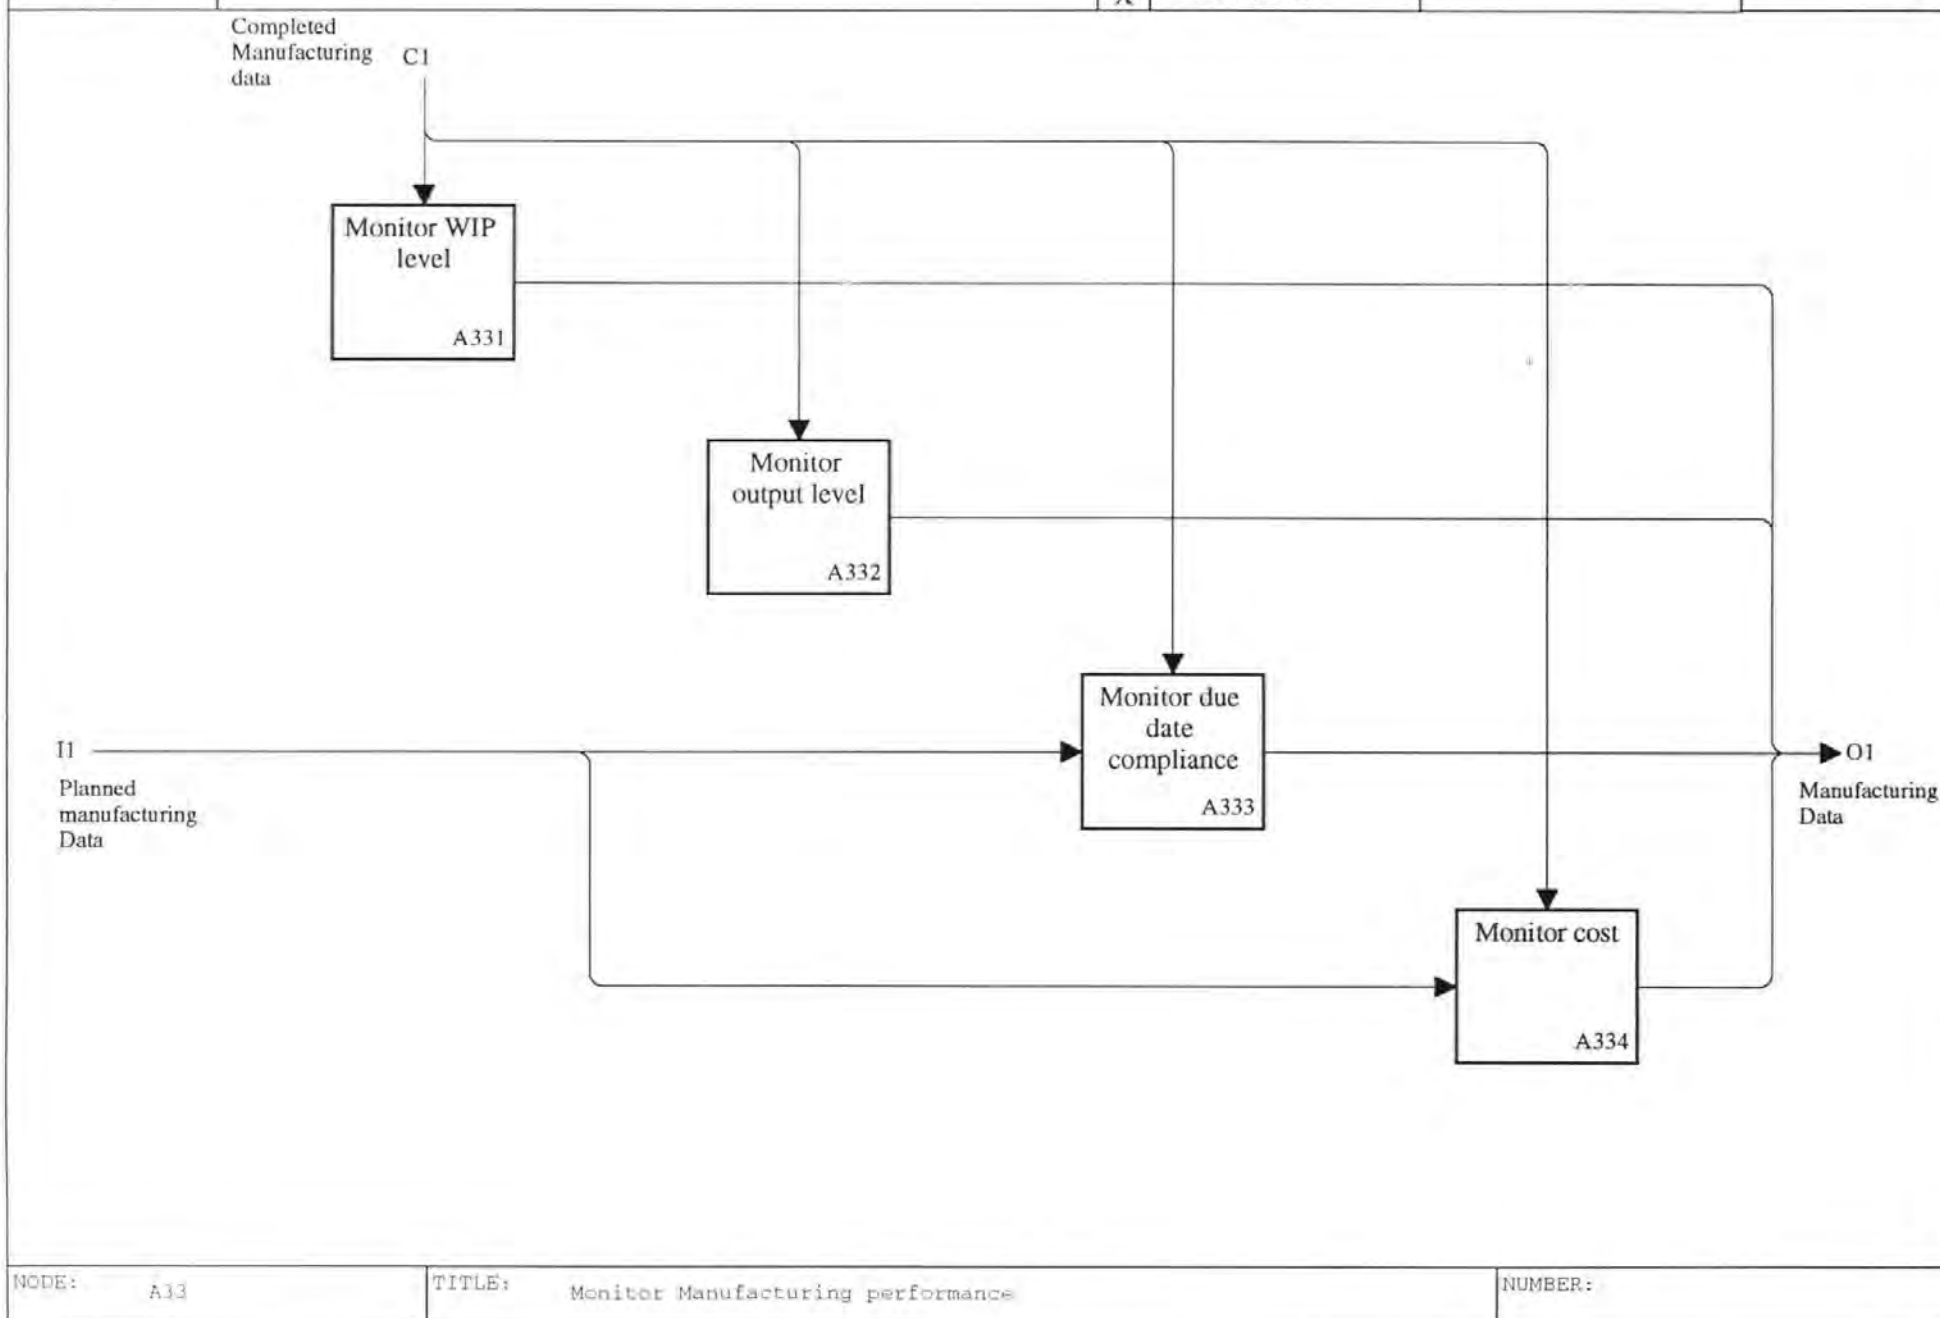 Completed
Manufacturing
data
C1
Monitor WIP
level
A331
Monitor
output level
A332
Monitor due
date
compliance
A333
I1
Planned
manufacturing
Data
O1
Manufacturing
Data
Monitor cost
A334
NODE: A33
TITLE: Monitor Manufacturing performance
NUMBER: